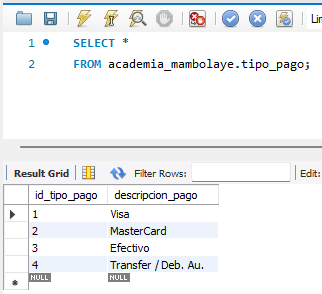 Lin
1 SELECT *
2 FROM academia_mambolaye.tipo_pago;
Result Grid Filter Rows: Edit:
id_tipo_pago descripcion_pago
1 Visa
2 MasterCard
3 Efectivo
4 Transfer / Deb. Au.
NULL NULL